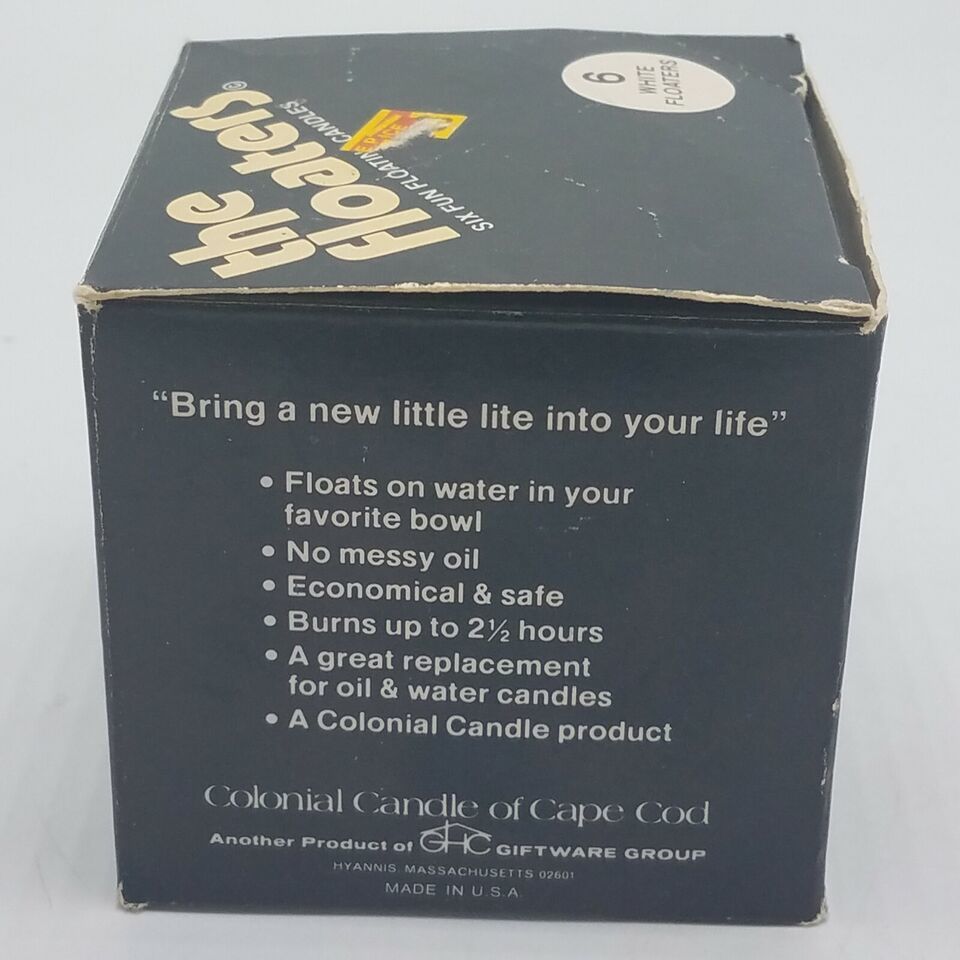 the
Floaters©
SIX FUN FLOATING CANDLES
6
WHITE
FLOATERS
“Bring a new little lite into your life”
• Floats on water in your
favorite bowl
• No messy oil
• Economical & safe
• Burns up to 2½ hours
• A great replacement
for oil & water candles
• A Colonial Candle product
Colonial Candle of Cape Cod
Another Product of GHC GIFTWARE GROUP
HYANNIS MASSACHUSETTS 02601
MADE IN U.S.A.